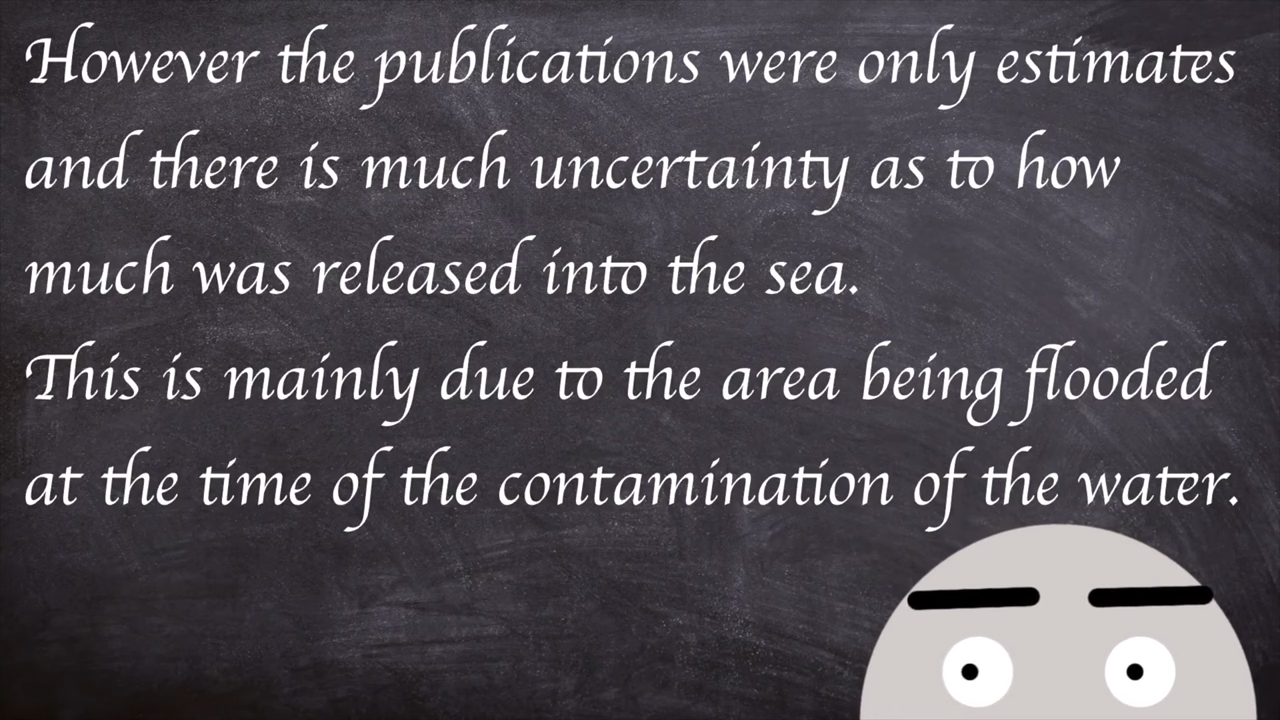 However the publications were only estimates
and there is much uncertainty as to how
much was released into the sea.
This is mainly due to the area being flooded
at the time of the contamination of the water.